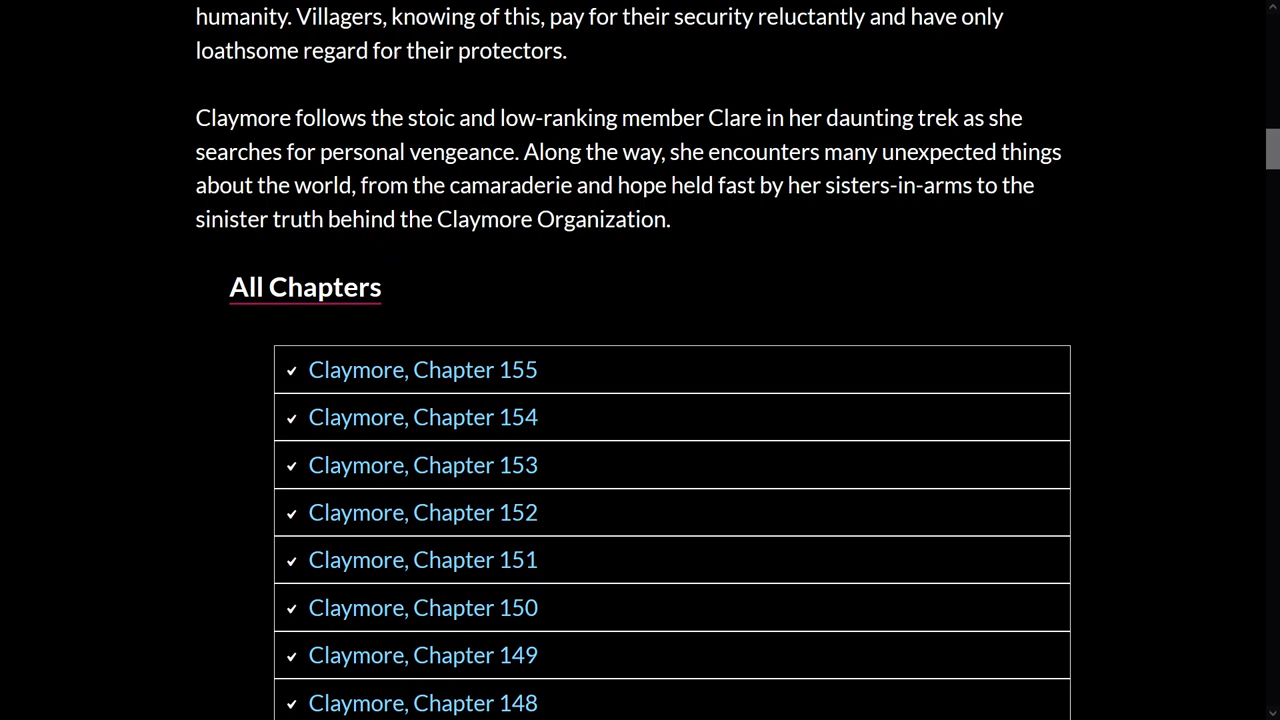 humanity. Villagers, knowing of this, pay for their security reluctantly and have only
loathsome regard for their protectors.
Claymore follows the stoic and low-ranking member Clare in her daunting trek as she
searches for personal vengeance. Along the way, she encounters many unexpected things
about the world, from the camaraderie and hope held fast by her sisters-in-arms to the
sinister truth behind the Claymore Organization.
All Chapters
Claymore, Chapter 155
Claymore, Chapter 154
Claymore, Chapter 153
Claymore, Chapter 152
Claymore, Chapter 151
Claymore, Chapter 150
Claymore, Chapter 149
Claymore, Chapter 148